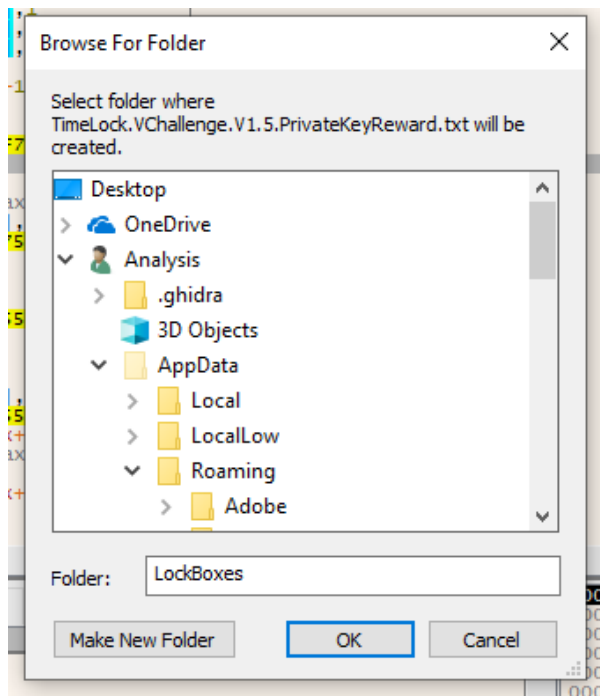 Browse For Folder
Select folder where
TimeLock.VChallenge.V1.5.PrivateKeyReward.txt will be
created.
Desktop
OneDrive
Analysis
.ghidra
3D Objects
AppData
Local
LocalLow
Roaming
Adobe
Folder: LockBoxes
Make New Folder OK Cancel